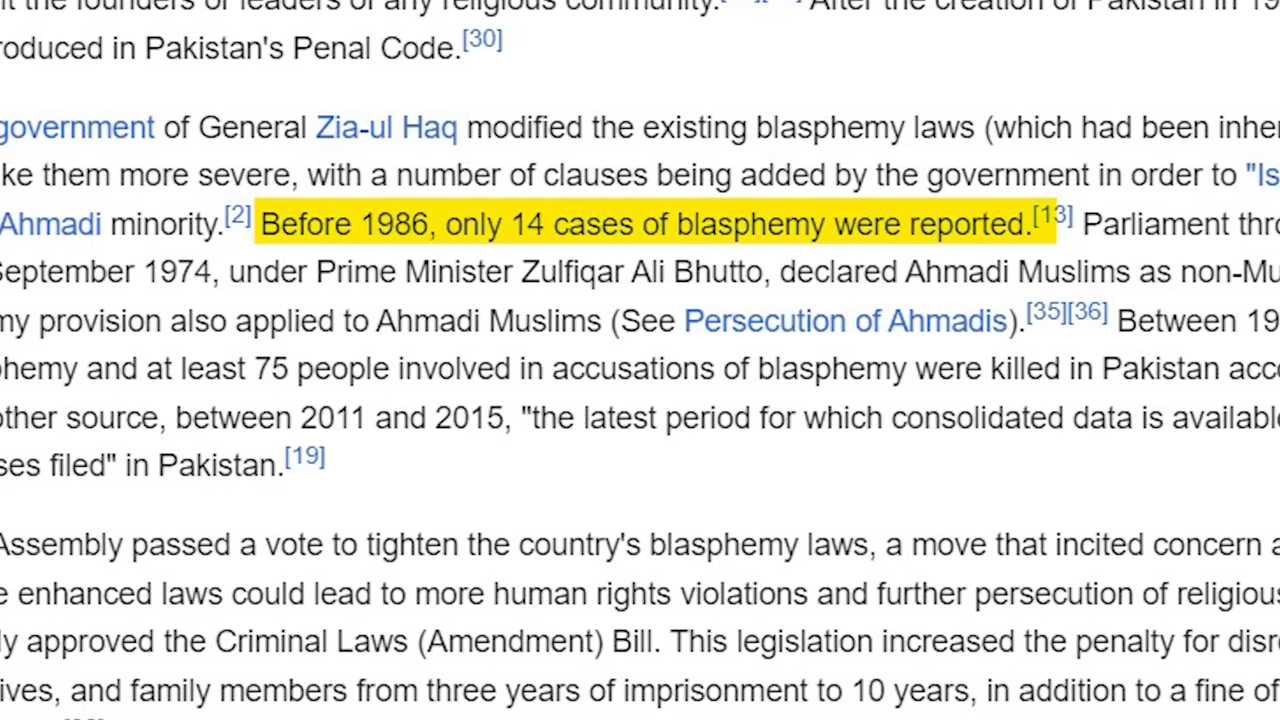 the founders or leaders of any religious community. After the creation of Pakistan in
roduced in Pakistan's Penal Code.[30]
government of General Zia-ul Haq modified the existing blasphemy laws (which had been inher
ke them more severe, with a number of clauses being added by the government in order to "Is
Ahmadi minority.[2] Before 1986, only 14 cases of blasphemy were reported.[13] Parliament thro
September 1974, under Prime Minister Zulfiqar Ali Bhutto, declared Ahmadi Muslims as non-Mu
my provision also applied to Ahmadi Muslims (See Persecution of Ahmadis).[35][36] Between 19
phemy and at least 75 people involved in accusations of blasphemy were killed in Pakistan acc
other source, between 2011 and 2015, "the latest period for which consolidated data is available
ses filed" in Pakistan.[19]
Assembly passed a vote to tighten the country's blasphemy laws, a move that incited concern a
e enhanced laws could lead to more human rights violations and further persecution of religious
ly approved the Criminal Laws (Amendment) Bill. This legislation increased the penalty for disre
ives, and family members from three years of imprisonment to 10 years, in addition to a fine of